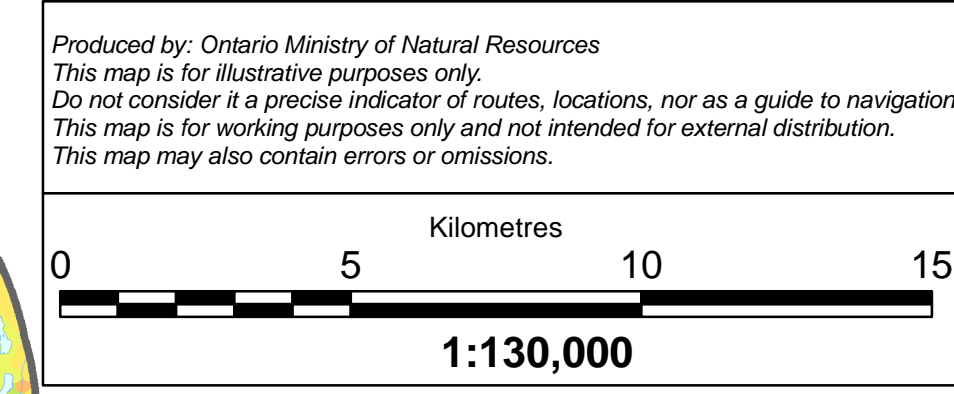 Produced by: Ontario Ministry of Natural Resources
This map is for illustrative purposes only.
Do not consider it a precise indicator of routes, locations, nor as a guide to navigation
This map is for working purposes only and not intended for external distribution.
This map may also contain errors or omissions.
Kilometres
0 5 10 15
1:130,000